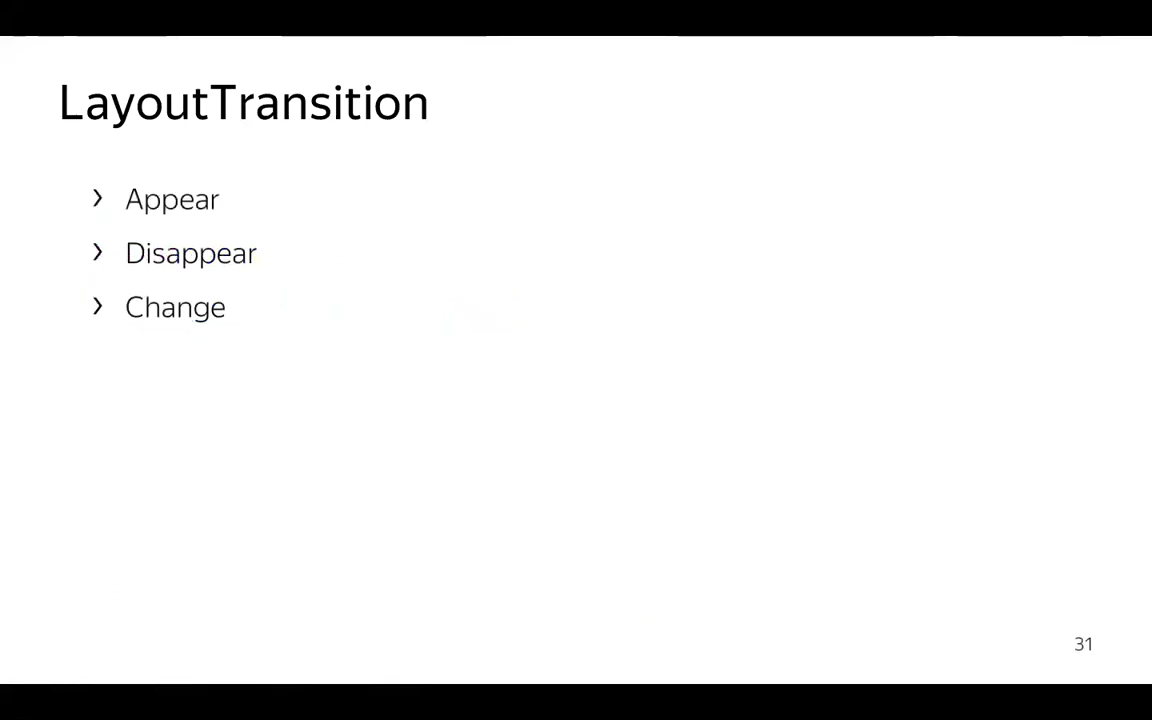 LayoutTransition
› Appear
› Disappear
› Change
31